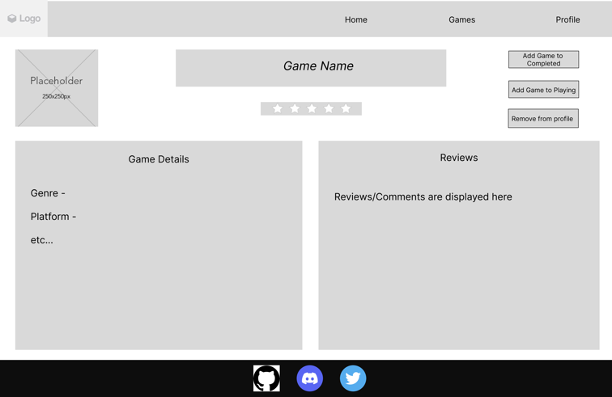 Logo
Home
Games
Profile
Placeholder
250x250px
Game Name
Add Game to
Completed
Add Game to Playing
Remove from profile
Game Details
Genre -
Platform -
etc...
Reviews
Reviews/Comments are displayed here